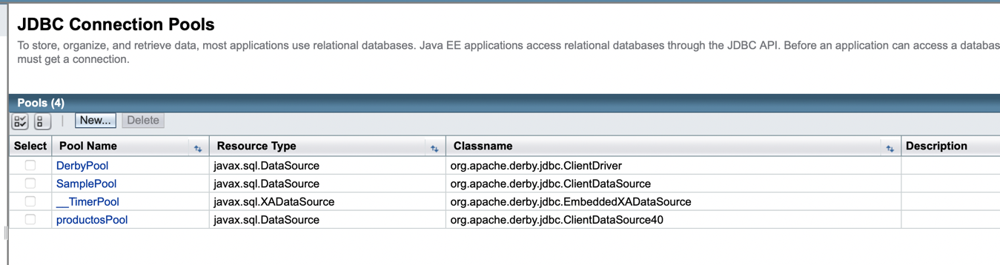 JDBC Connection Pools
To store, organize, and retrieve data, most applications use relational databases. Java EE applications access relational databases through the JDBC API. Before an application can access a databas
must get a connection.
Pools (4)
New... Delete
Select Pool Name Resource Type Classname Description
DerbyPool javax.sql.DataSource org.apache.derby.jdbc.ClientDriver
SamplePool javax.sql.DataSource org.apache.derby.jdbc.ClientDataSource
__TimerPool javax.sql.XADataSource org.apache.derby.jdbc.EmbeddedXADataSource
productosPool javax.sql.DataSource org.apache.derby.jdbc.ClientDataSource40